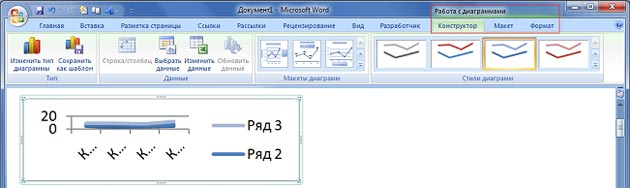 Документ1 - Microsoft Word
Работа с диаграммами
Главная Вставка Разметка страницы Ссылки Рассылки Рецензирование Вид Разработчик Конструктор Макет Формат
Изменить тип диаграммы
Сохранить как шаблон
Строка/столбец
Выбрать данные
Изменить данные
Обновить данные
Тип Данные Макеты диаграмм Стили диаграмм
20
0
К... К... К... К...
Ряд 3
Ряд 2